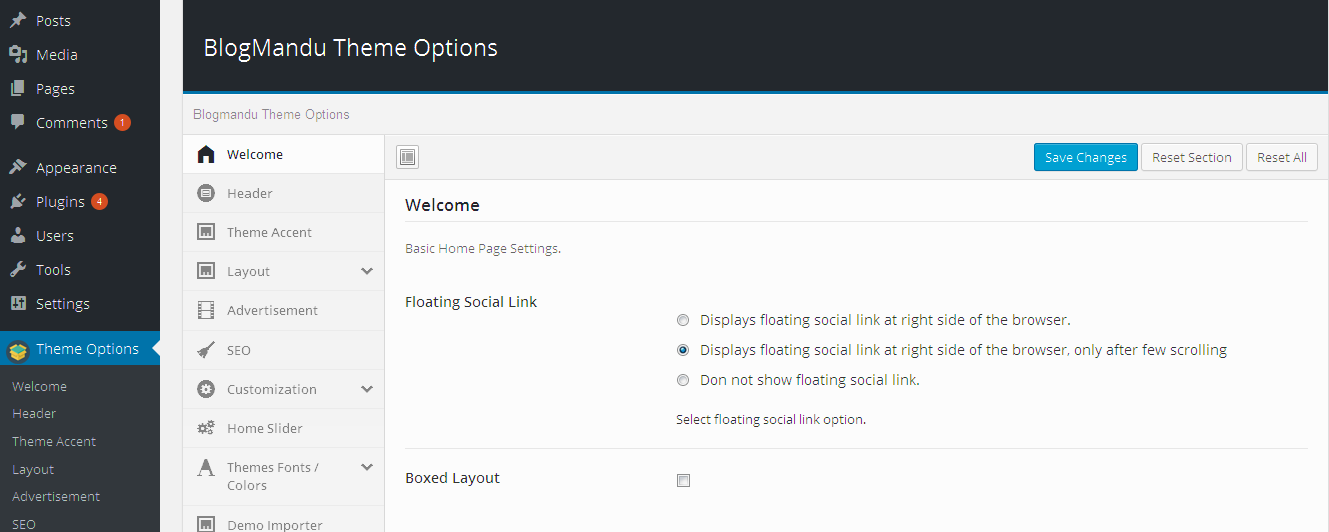 Posts
Media
Pages
Comments 1
Appearance
Plugins 4
Users
Tools
Settings
Theme Options
Welcome
Header
Theme Accent
Layout
Advertisement
SEO
BlogMandu Theme Options
Blogmandu Theme Options
Welcome
Header
Theme Accent
Layout
Advertisement
SEO
Customization
Home Slider
Themes Fonts /
Colors
Demo Importer
Save Changes
Reset Section
Reset All
Welcome
Basic Home Page Settings.
Floating Social Link
Displays floating social link at right side of the browser.
Displays floating social link at right side of the browser, only after few scrolling
Don not show floating social link.
Select floating social link option.
Boxed Layout